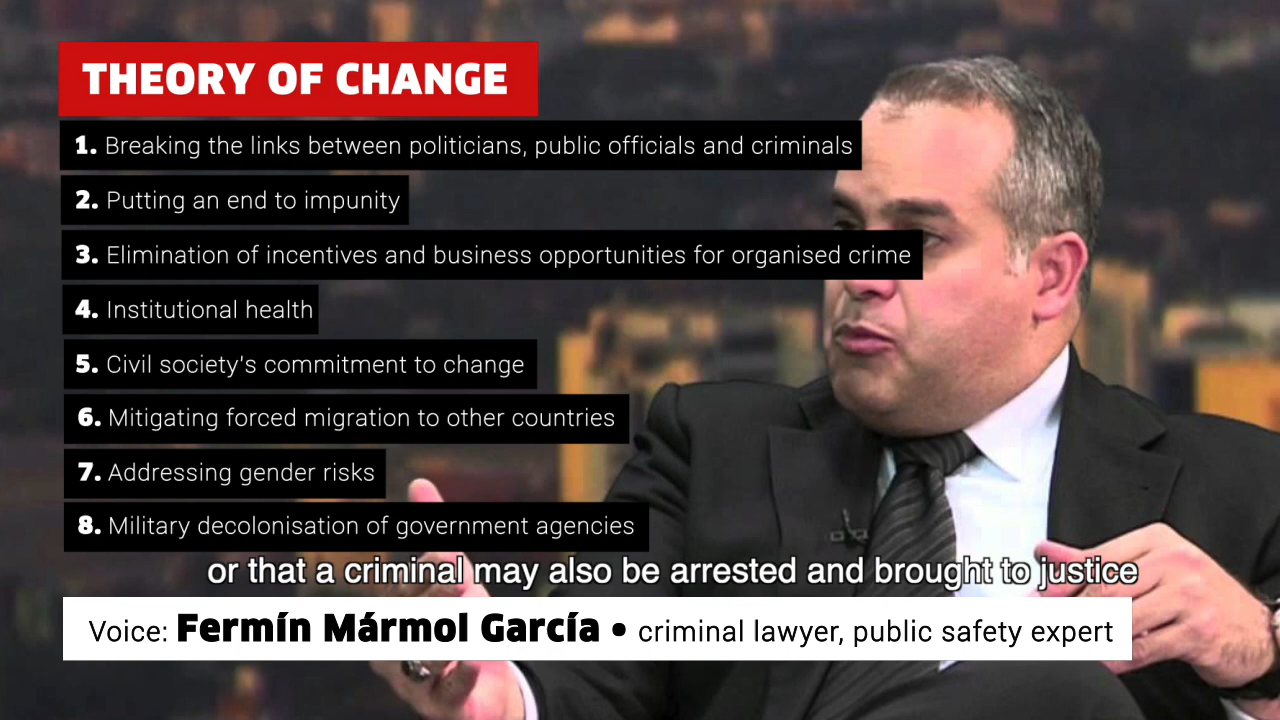 THEORY OF CHANGE
1. Breaking the links between politicians, public officials and criminals
2. Putting an end to impunity
3. Elimination of incentives and business opportunities for organised crime
4. Institutional health
5. Civil society's commitment to change
6. Mitigating forced migration to other countries
7. Addressing gender risks
8. Military decolonisation of government agencies
or that a criminal may also be arrested and brought to justice
Voice: Fermín Mármol García • criminal lawyer, public safety expert